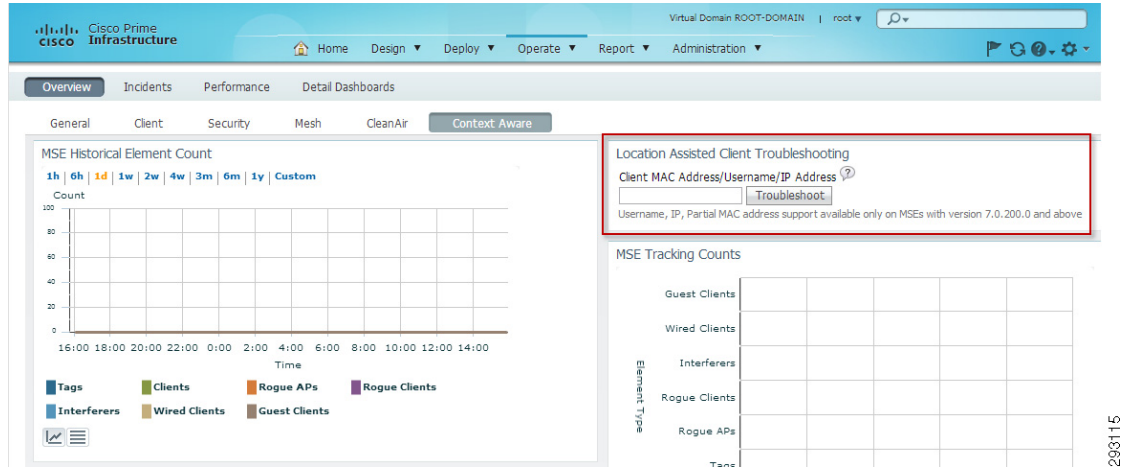 Virtual Domain ROOT-DOMAIN | root
Cisco Prime
CISCO Infrastructure
Home Design Deploy Operate Report Administration
Overview Incidents Performance Detail Dashboards
General Client Security Mesh CleanAir Context Aware
MSE Historical Element Count
1h | 6h | 1d | 1w | 2w | 4w | 3m | 6m | 1y | Custom
Count
100
80
60
40
20
0
16:00 18:00 20:00 22:00 0:00 2:00 4:00 6:00 8:00 10:00 12:00 14:00
Time
Tags Clients Rogue APs Rogue Clients
Interferers Wired Clients Guest Clients
Location Assisted Client Troubleshooting
Client MAC Address/Username/IP Address ?
Troubleshoot
Username, IP, Partial MAC address support available only on MSEs with version 7.0.200.0 and above
MSE Tracking Counts
Element Type
Guest Clients
Wired Clients
Interferers
Rogue Clients
Rogue APs
Tags
293115